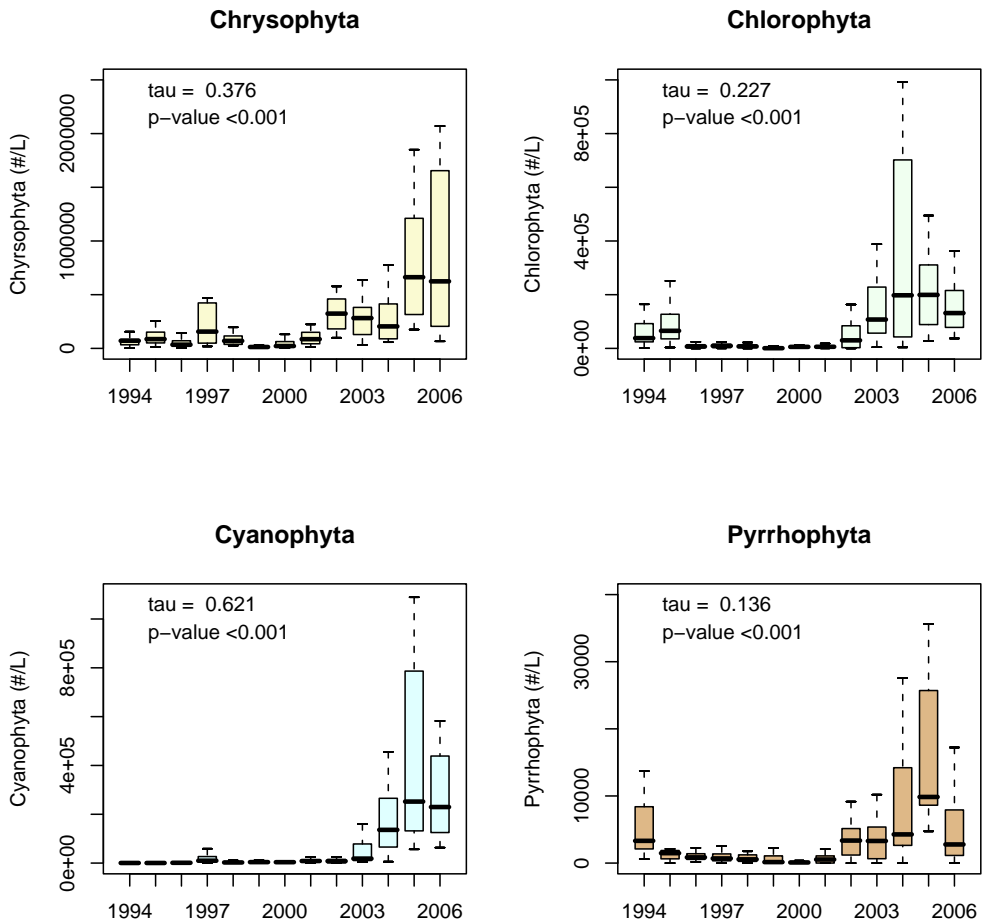 Chrysophyta
tau =  0.376
p−value <0.001
Chyrsophyta (#/L)
0
1000000
2000000
1994
1997
2000
2003
2006
Chlorophyta
tau =  0.227
p−value <0.001
Chlorophyta (#/L)
0e+00
4e+05
8e+05
1994
1997
2000
2003
2006
Cyanophyta
tau =  0.621
p−value <0.001
Cyanophyta (#/L)
0e+00
4e+05
8e+05
1994
1997
2000
2003
2006
Pyrrhophyta
tau =  0.136
p−value <0.001
Pyrrhophyta (#/L)
0
10000
30000
1994
1997
2000
2003
2006